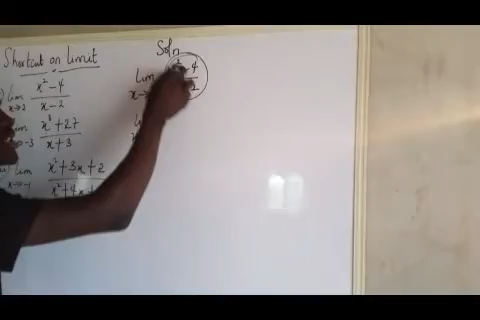 Shortcut on limit
lim x→2 x²-4 / x-2
lim x→-3 x³+27 / x+3
lim x→-1 x²+3x+2 / x²+4x
Soln
lim x→ -4